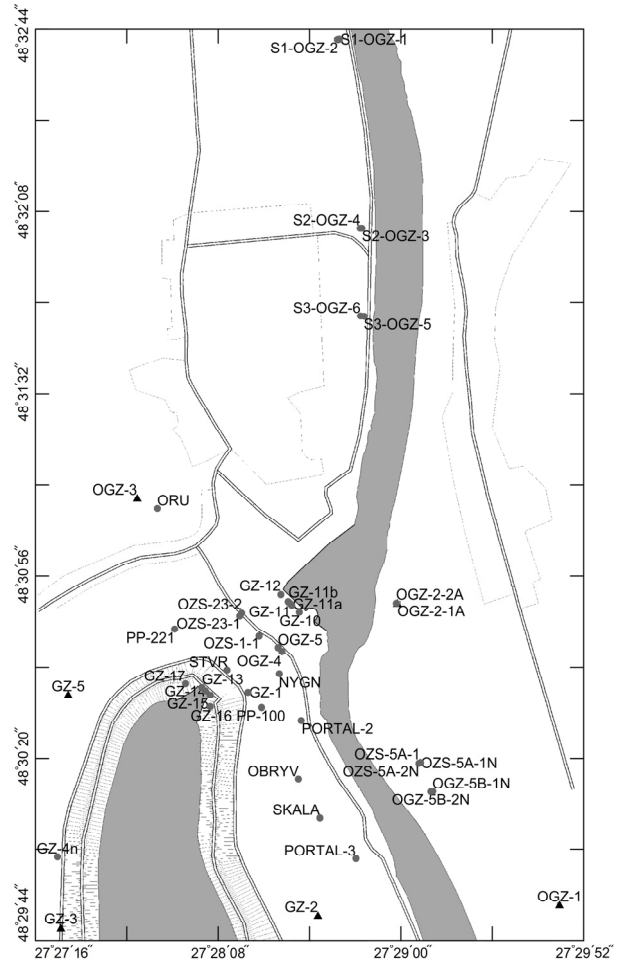 48°32´44˝
S1-OGZ-1
S1-OGZ-2
48°32´08˝
S2-OGZ-4
S2-OGZ-3
S3-OGZ-6
S3-OGZ-5
48°31´32˝
OGZ-3
ORU
48°30´56˝
GZ-12
GZ-11b
OGZ-2-2A
OZS-23-2
GZ-11
GZ-11a
OGZ-2-1A
OZS-23-1
GZ-10
PP-221
OZS-1-1
OGZ-5
STVR
OGZ-4
GZ-17
GZ-13
NYGN
GZ-5
GZ-14
GZ-1
GZ-15
GZ-16
PP-100
PORTAL-2
48°30´20˝
OZS-5A-1
OZS-5A-1N
OBRYV
OZS-5A-2N
OGZ-5B-1N
OGZ-5B-2N
SKALA
GZ-4n
PORTAL-3
OGZ-1
GZ-2
GZ-3
48°29´44˝
27°27´16˝
27°28´08˝
27°29´00˝
27°29´52˝